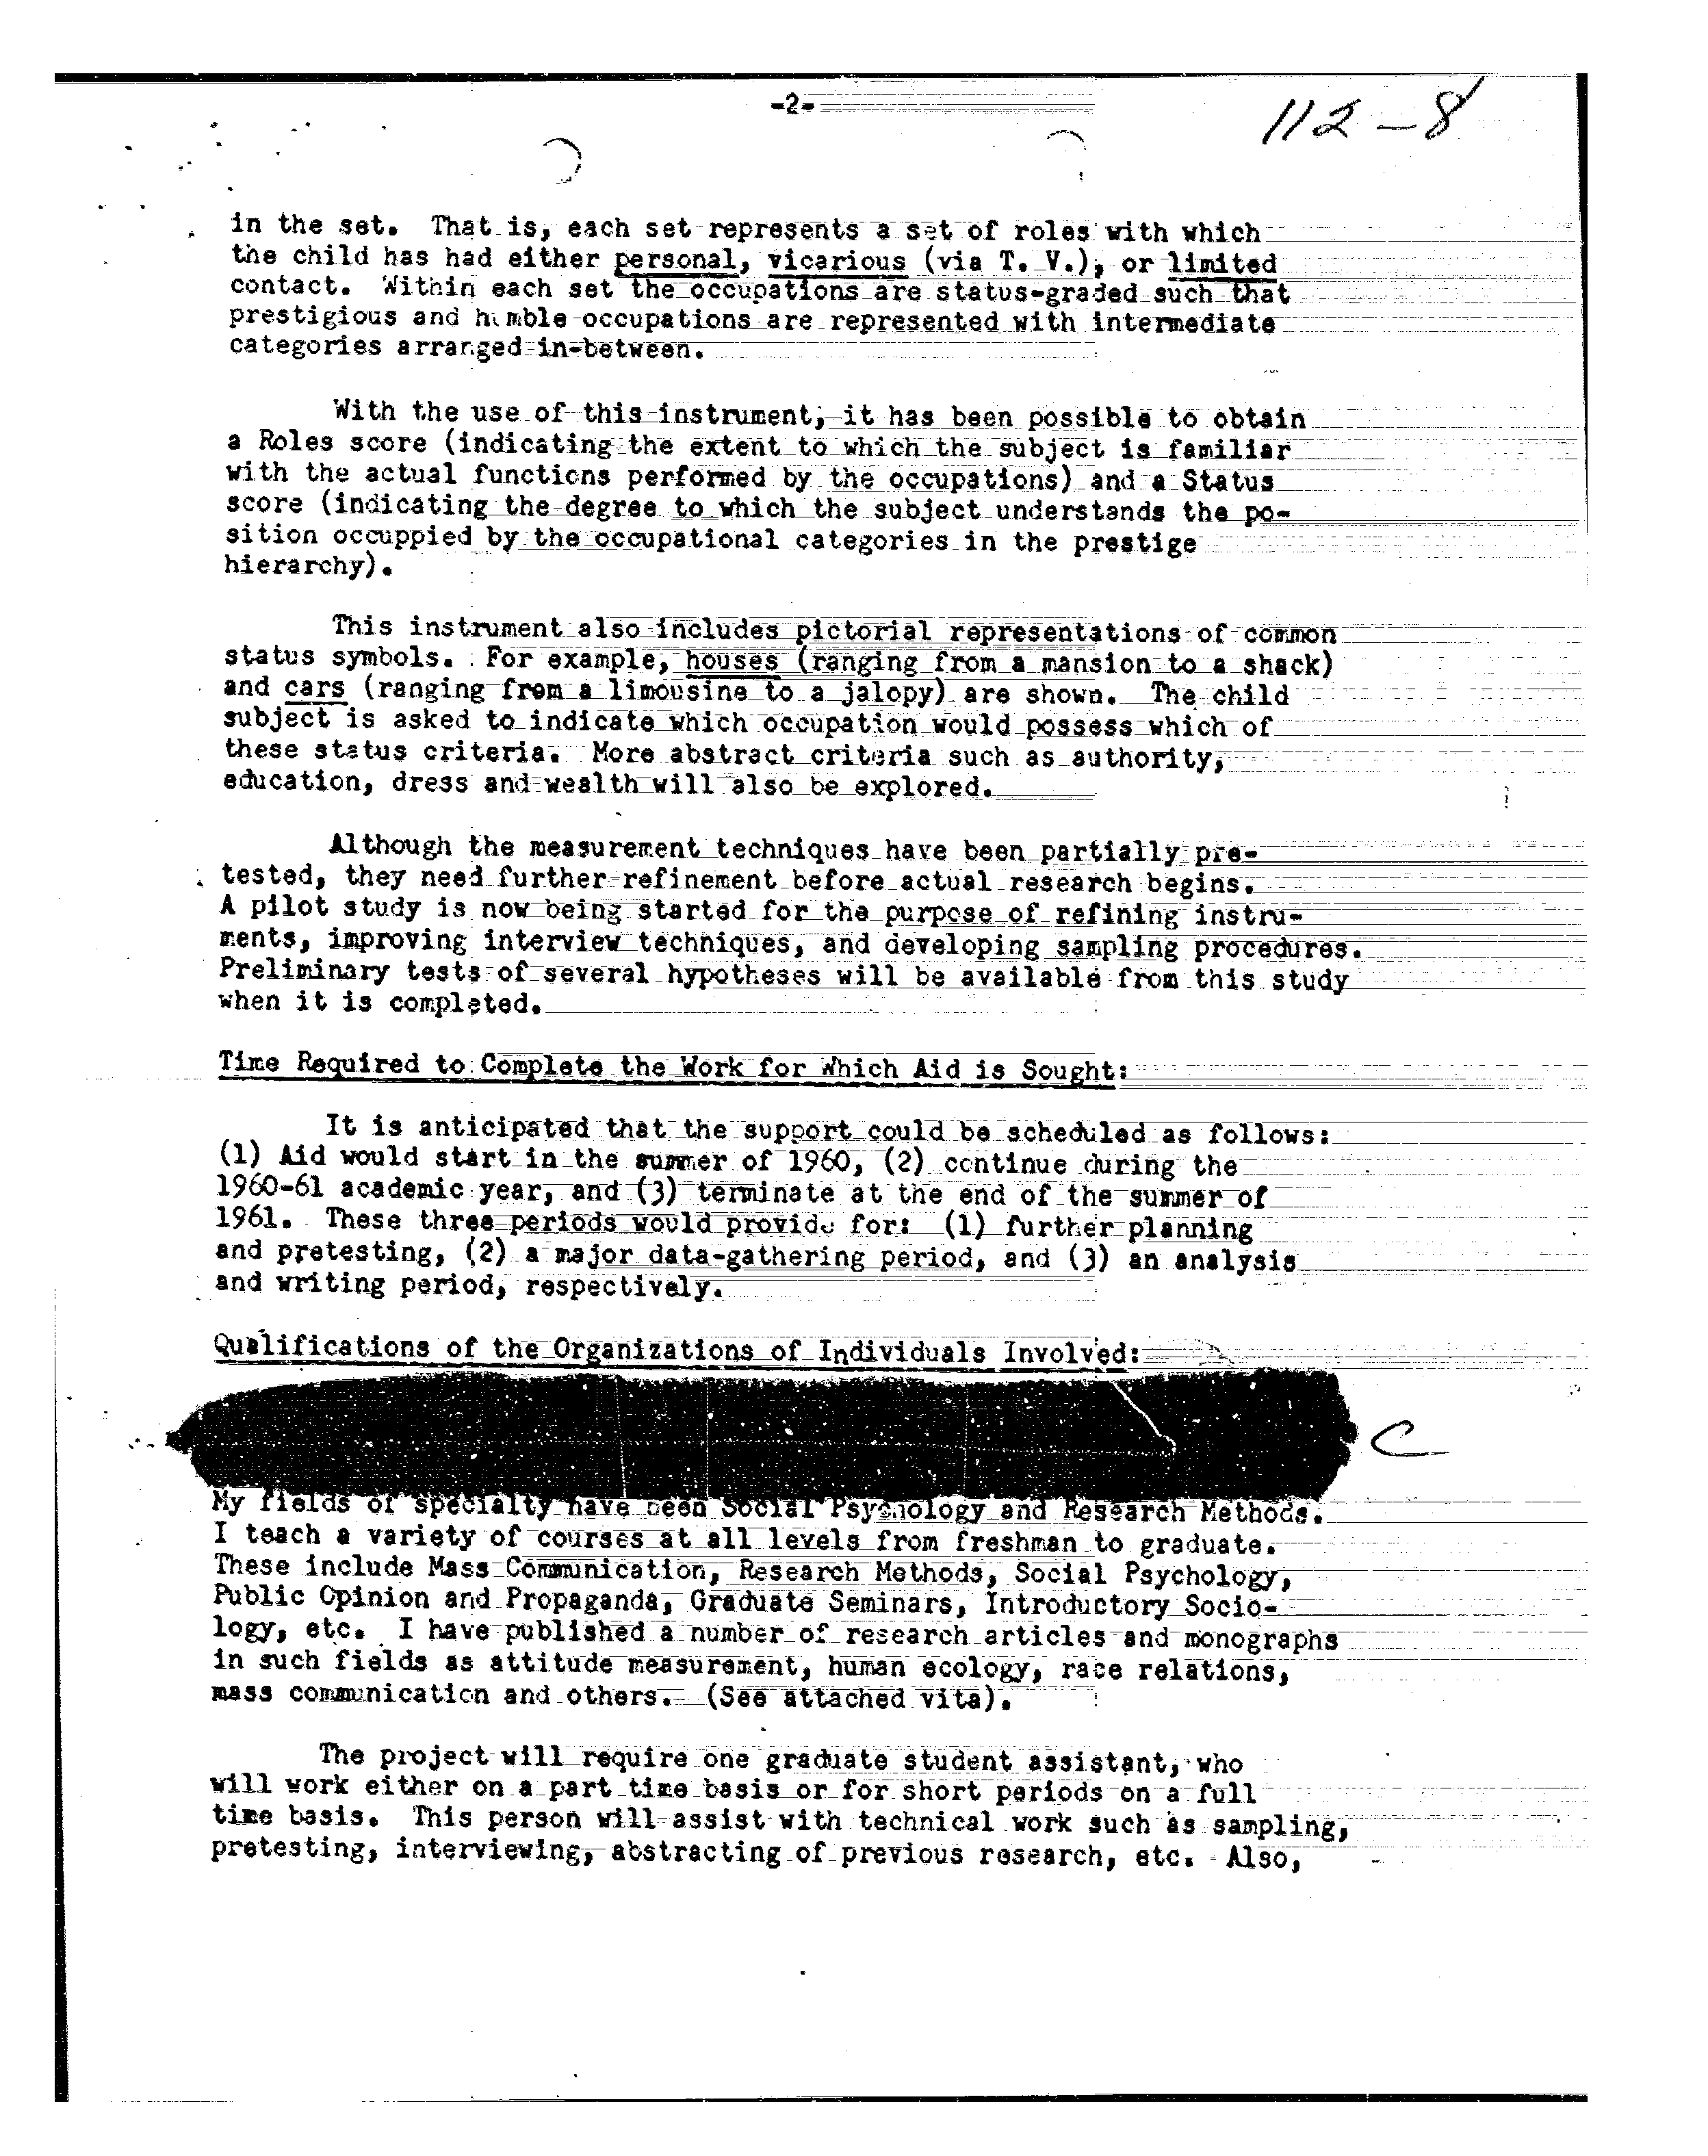 -2-
112-8
in the set. That is, each set represents a set of roles with which
the child has had either personal, vicarious (via T. V.), or limited
contact. Within each set the occupations are status-graded such that
prestigious and humble occupations are represented with intermediate
categories arranged in-between.
With the use of this instrument, it has been possible to obtain
a Roles score (indicating the extent to which the subject is familiar
with the actual functions performed by the occupations) and a Status
score (indicating the degree to which the subject understands the po-
sition occuppied by the occupational categories in the prestige
hierarchy).
This instrument also includes pictorial representations of common
status symbols. For example, houses (ranging from a mansion to a shack)
and cars (ranging from a limousine to a jalopy) are shown. The child
subject is asked to indicate which occupation would possess which of
these status criteria. More abstract criteria such as authority,
education, dress and wealth will also be explored.
Although the measurement techniques have been partially pre-
tested, they need further refinement before actual research begins.
A pilot study is now being started for the purpose of refining instru-
ments, improving interview techniques, and developing sampling procedures.
Preliminary tests of several hypotheses will be available from this study
when it is completed.
Time Required to Complete the Work for Which Aid is Sought:
It is anticipated that the support could be scheduled as follows:
(1) Aid would start in the summer of 1960, (2) continue during the
1960-61 academic year, and (3) terminate at the end of the summer of
1961. These three periods would provide for: (1) further planning
and pretesting, (2) a major data-gathering period, and (3) an analysis
and writing period, respectively.
Qualifications of the Organizations of Individuals Involved:
C
My fields of specialty have been Social Psychology and Research Methods.
I teach a variety of courses at all levels from freshman to graduate.
These include Mass Communication, Research Methods, Social Psychology,
Public Opinion and Propaganda, Graduate Seminars, Introductory Socio-
logy, etc. I have published a number of research articles and monographs
in such fields as attitude measurement, human ecology, race relations,
mass communication and others. (See attached vita).
The project will require one graduate student assistant, who
will work either on a part time basis or for short periods on a full
time basis. This person will assist with technical work such as sampling,
pretesting, interviewing, abstracting of previous research, etc. Also,